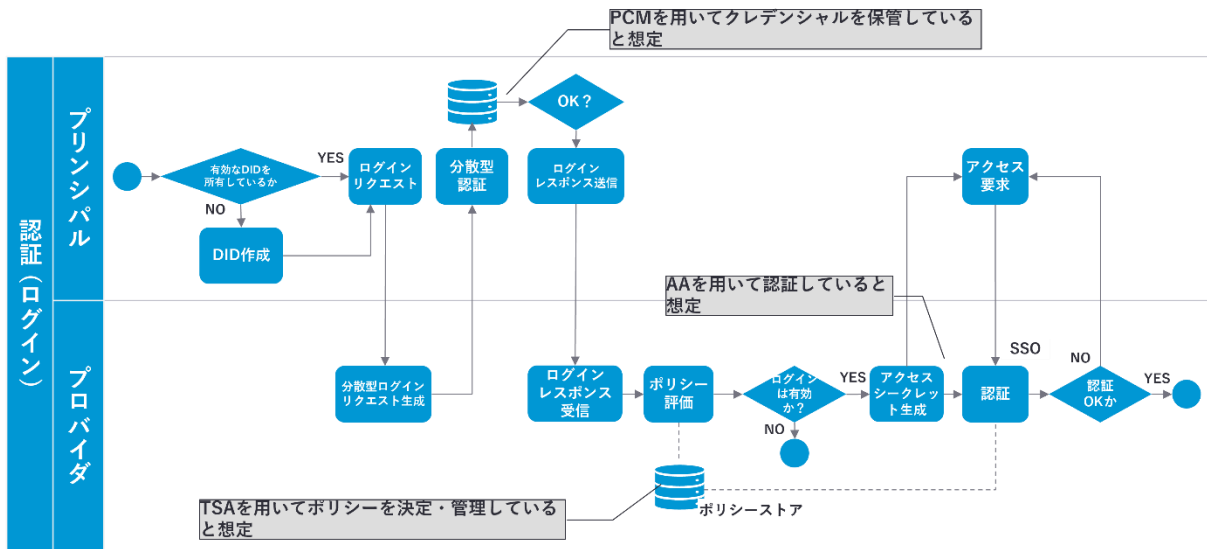 PCMを用いてクレデンシャルを保管している
と想定
認証（ログイン）
プリンシパル
有効なDIDを
所有しているか
YES
NO
DID作成
ログイン
リクエスト
分散型
認証
OK？
ログイン
レスポンス送信
アクセス
要求
AAを用いて認証していると
想定
プロバイダ
分散型ログイン
リクエスト生成
ログイン
レスポンス
受信
ポリシー
評価
ログイン
は有効
か？
YES
NO
アクセス
シークレッ
ト生成
SSO
認証
NO
認証
OKか
YES
ポリシーストア
TSAを用いてポリシーを決定・管理している
と想定